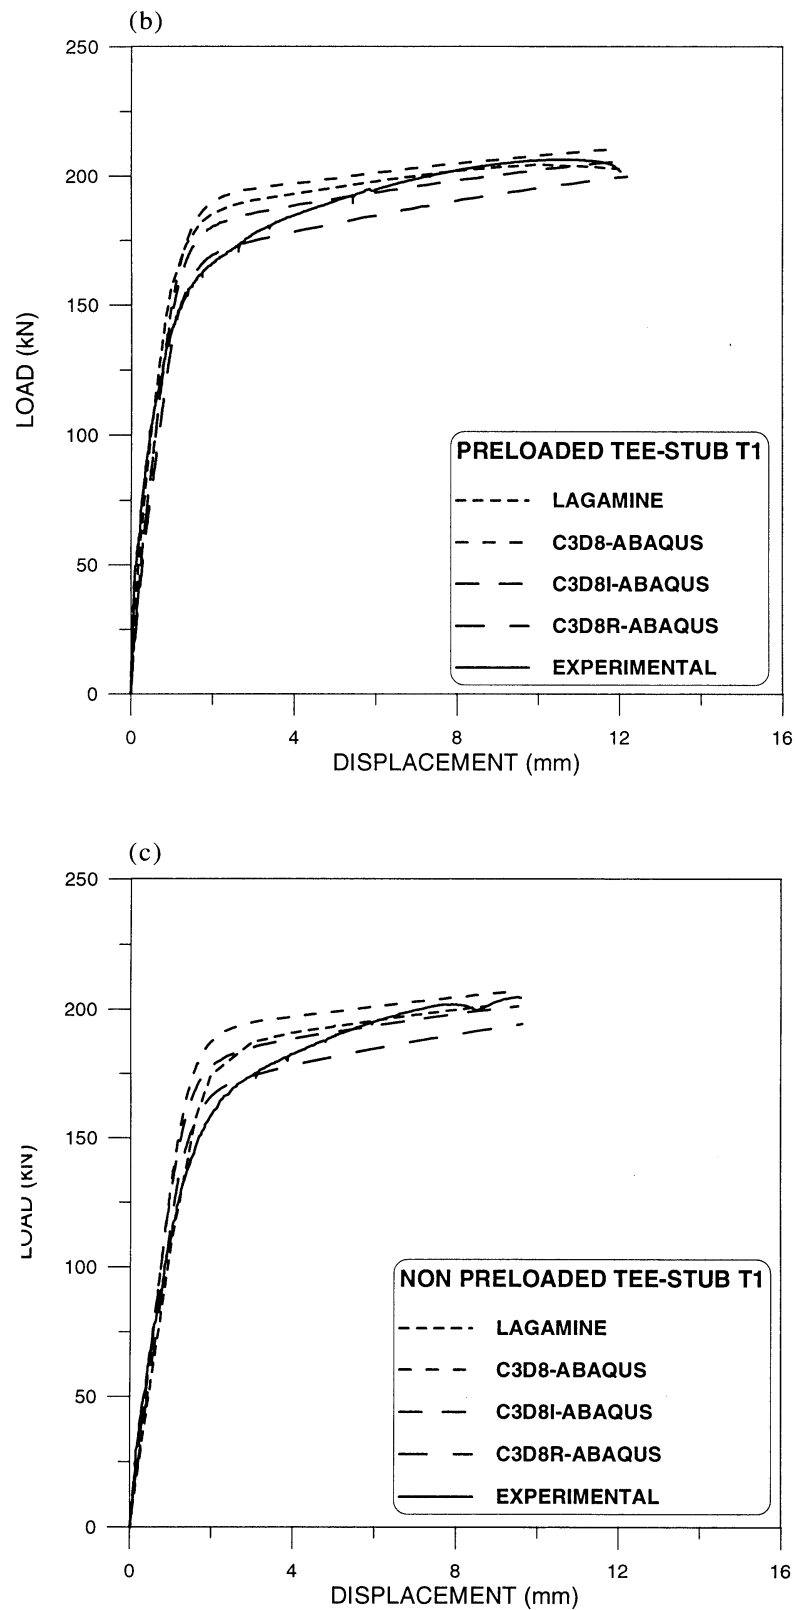 (b)
250
200
150
100
50
0
LOAD (kN)
PRELOADED TEE-STUB T1
LAGAMINE
C3D8-ABAQUS
C3D8I-ABAQUS
C3D8R-ABAQUS
EXPERIMENTAL
0 4 8 12 16
DISPLACEMENT (mm)
(c)
250
200
150
100
50
0
LOAD (kN)
NON PRELOADED TEE-STUB T1
LAGAMINE
C3D8-ABAQUS
C3D8I-ABAQUS
C3D8R-ABAQUS
EXPERIMENTAL
0 4 8 12 16
DISPLACEMENT (mm)